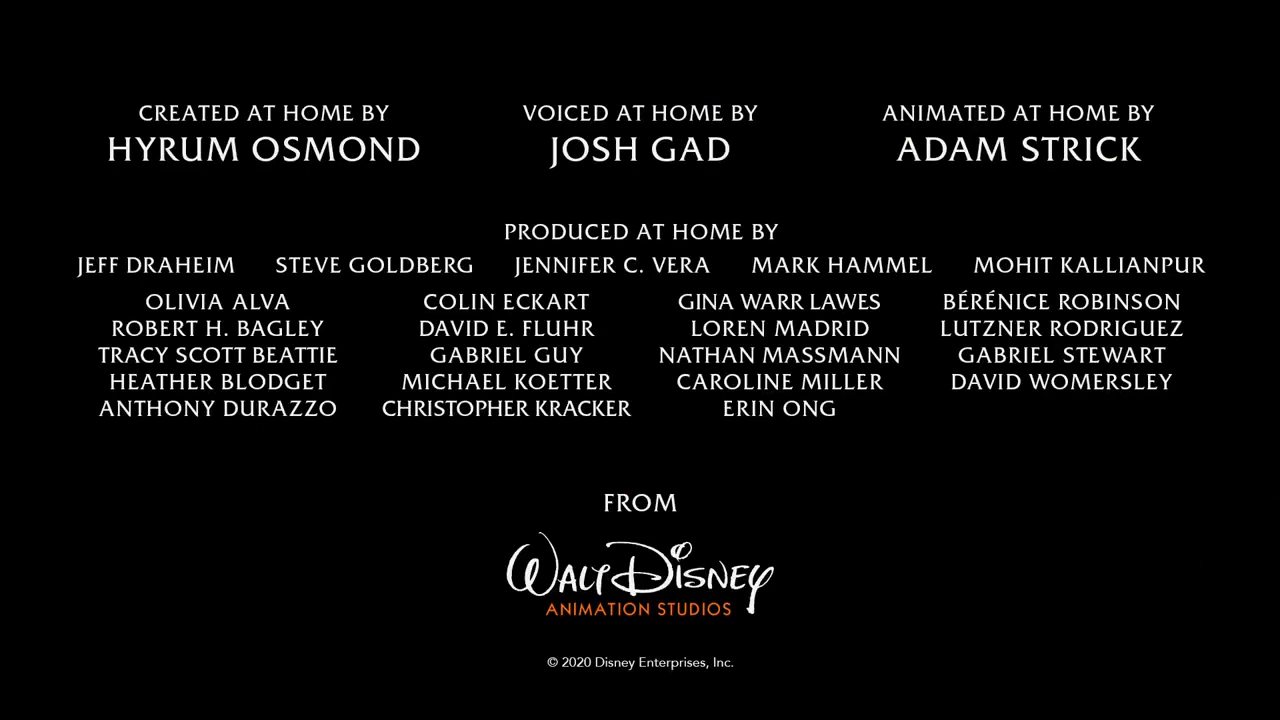 CREATED AT HOME BY VOICED AT HOME BY ANIMATED AT HOME BY
HYRUM OSMOND JOSH GAD ADAM STRICK
PRODUCED AT HOME BY
JEFF DRAHEIM STEVE GOLDBERG JENNIFER C. VERA MARK HAMMEL MOHIT KALLIANPUR
OLIVIA ALVA COLIN ECKART GINA WARR LAWES BÉRÉNICE ROBINSON
ROBERT H. BAGLEY DAVID E. FLUHR LOREN MADRID LUTZNER RODRIGUEZ
TRACY SCOTT BEATTIE GABRIEL GUY NATHAN MASSMANN GABRIEL STEWART
HEATHER BLODGET MICHAEL KOETTER CAROLINE MILLER DAVID WOMERSLEY
ANTHONY DURAZZO CHRISTOPHER KRACKER ERIN ONG
FROM
WALT DISNEY
ANIMATION STUDIOS
© 2020 Disney Enterprises, Inc.